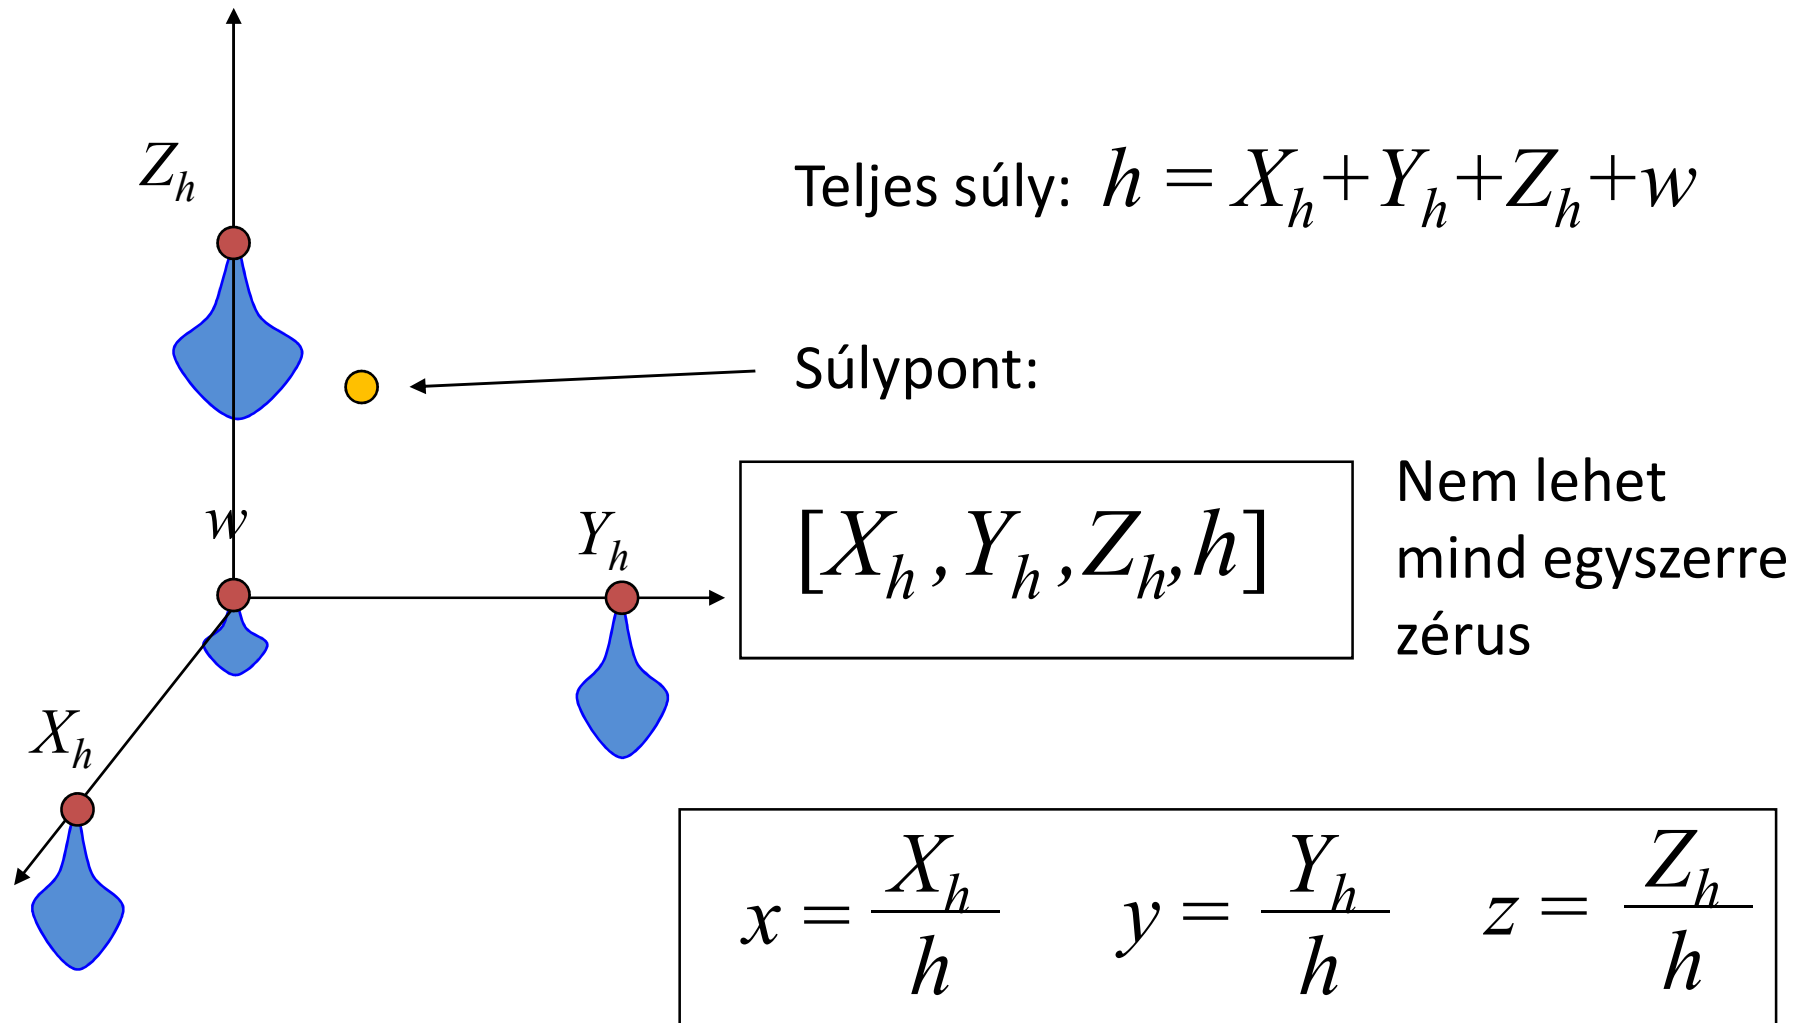 Z_h
Teljes súly: h = X_h+Y_h+Z_h+w
Súlypont:
w
Y_h
[X_h,Y_h,Z_h,h]
Nem lehet
mind egyszerre
zérus
X_h
x = X_h/h y = Y_h/h z = Z_h/h